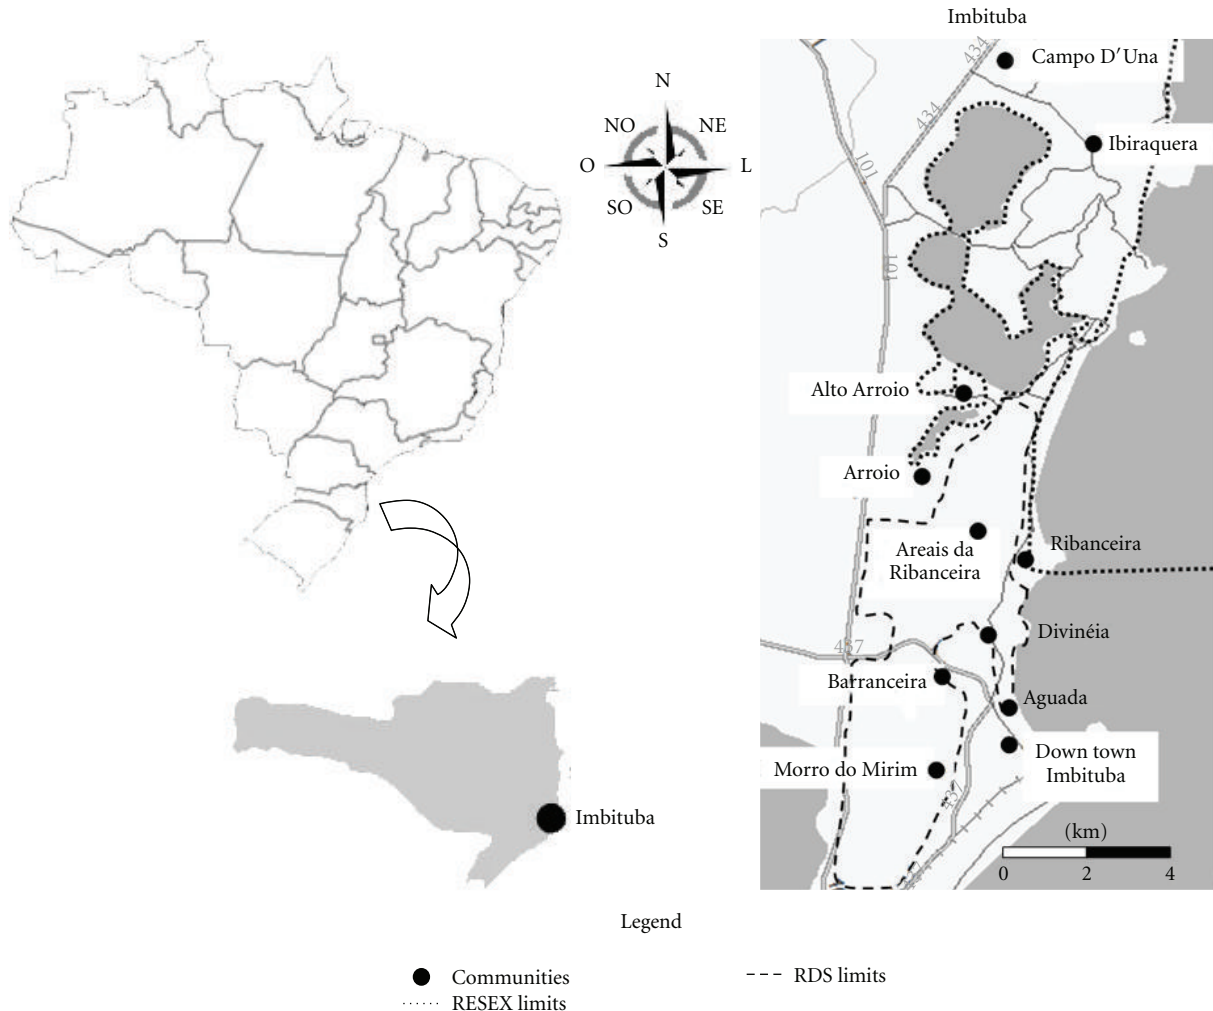 Imbituba
Campo D'Una
434
434
Ibiraquera
101
101
N
NO
NE
O
L
SO
SE
S
Alto Arroio
Arroio
Areais da
Ribanceira
Ribanceira
Divinéia
437
Barranceira
Aguada
Down town
Imbituba
Morro do Mirim
437
Imbituba
(km)
0 2 4
Legend
Communities
RESEX limits
RDS limits